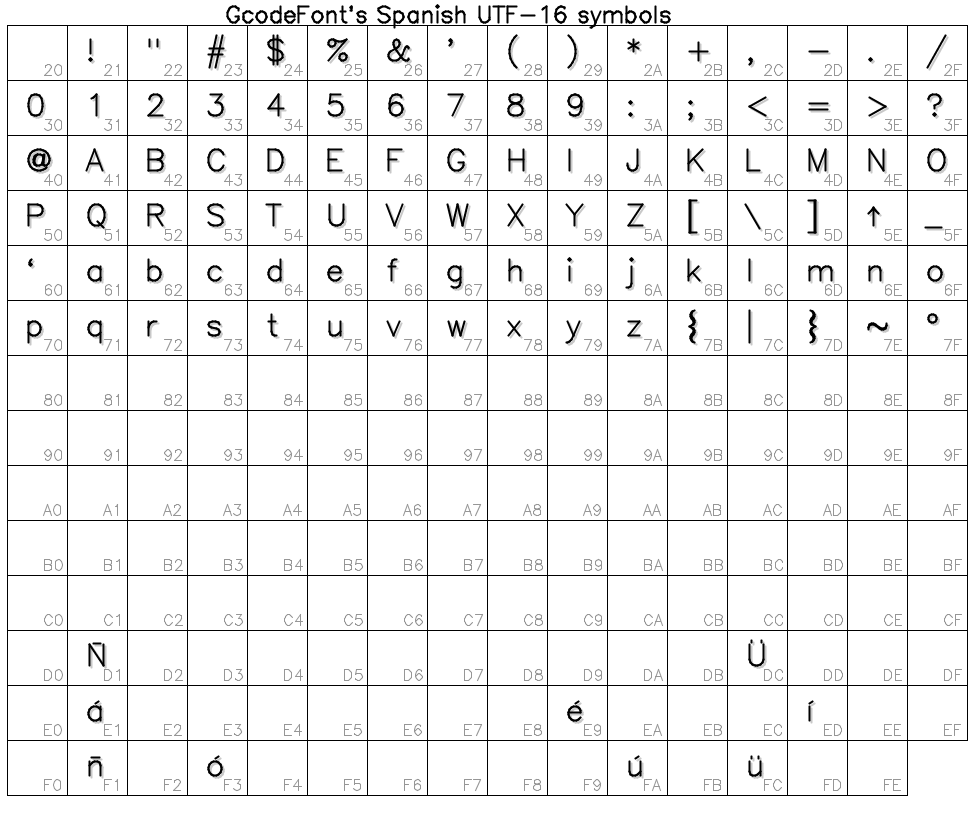 GcodeFont's Spanish UTF-16 symbols
! " # $ % & ’ ( ) * + , − . /
20 21 22 23 24 25 26 27 28 29 2A 2B 2C 2D 2E 2F
0 1 2 3 4 5 6 7 8 9 : ; < = > ?
30 31 32 33 34 35 36 37 38 39 3A 3B 3C 3D 3E 3F
@ A B C D E F G H I J K L M N O
40 41 42 43 44 45 46 47 48 49 4A 4B 4C 4D 4E 4F
P Q R S T U V W X Y Z [ \ ] ↑ _
50 51 52 53 54 55 56 57 58 59 5A 5B 5C 5D 5E 5F
‘ a b c d e f g h i j k l m n o
60 61 62 63 64 65 66 67 68 69 6A 6B 6C 6D 6E 6F
p q r s t u v w x y z { | } ~ °
70 71 72 73 74 75 76 77 78 79 7A 7B 7C 7D 7E 7F
80 81 82 83 84 85 86 87 88 89 8A 8B 8C 8D 8E 8F
90 91 92 93 94 95 96 97 98 99 9A 9B 9C 9D 9E 9F
A0 A1 A2 A3 A4 A5 A6 A7 A8 A9 AA AB AC AD AE AF
B0 B1 B2 B3 B4 B5 B6 B7 B8 B9 BA BB BC BD BE BF
C0 C1 C2 C3 C4 C5 C6 C7 C8 C9 CA CB CC CD CE CF
Ñ Ü
D0 D1 D2 D3 D4 D5 D6 D7 D8 D9 DA DB DC DD DE DF
á é í
E0 E1 E2 E3 E4 E5 E6 E7 E8 E9 EA EB EC ED EE EF
ñ ó ú ü
F0 F1 F2 F3 F4 F5 F6 F7 F8 F9 FA FB FC FD FE